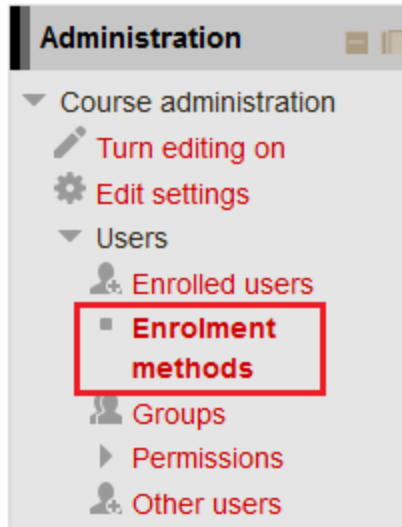 Administration
Course administration
Turn editing on
Edit settings
Users
Enrolled users
Enrolment
methods
Groups
Permissions
Other users